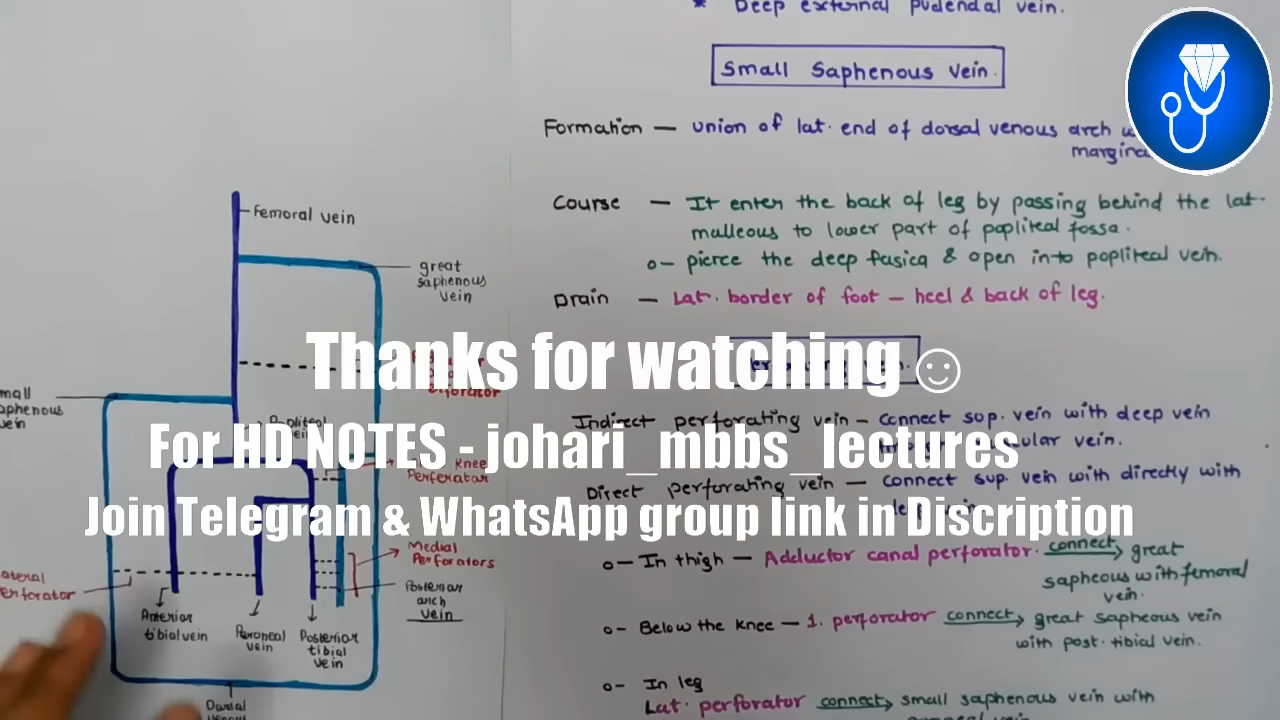 * Deep external pudendal vein.
Small Saphenous Vein.
Formation — union of lat. end of dorsal venous arch
Course — It enter the back of leg by passing behind the lat.
malleous to lower part of popliteal fossa.
o— pierce the deep fascia & open into popliteal vein.
Drain — Lat. border of foot — heel & back of leg.
Indirect perforating vein — connect sup. vein with deep vein
vein.
Direct perforating vein — connect sup. vein with directly with
o— In thigh — Adductor canal perforator. connect great
sapheous with femoral
vein.
o— Below the knee — 1. perforator connect great sapheous vein
with post. tibial vein.
o— In leg
Lat. perforator connect small saphenous vein with
Femoral vein
great
saphenous
vein
Knee
Perferatar
Medial
Perforators
Posterior
arch
vein
Anterior
tibial vein
Peroneal
vein
Posterior
tibial
vein
Thanks for watching☺
For HD NOTES - johari_mbbs_lectures
Join Telegram & WhatsApp group link in Discription